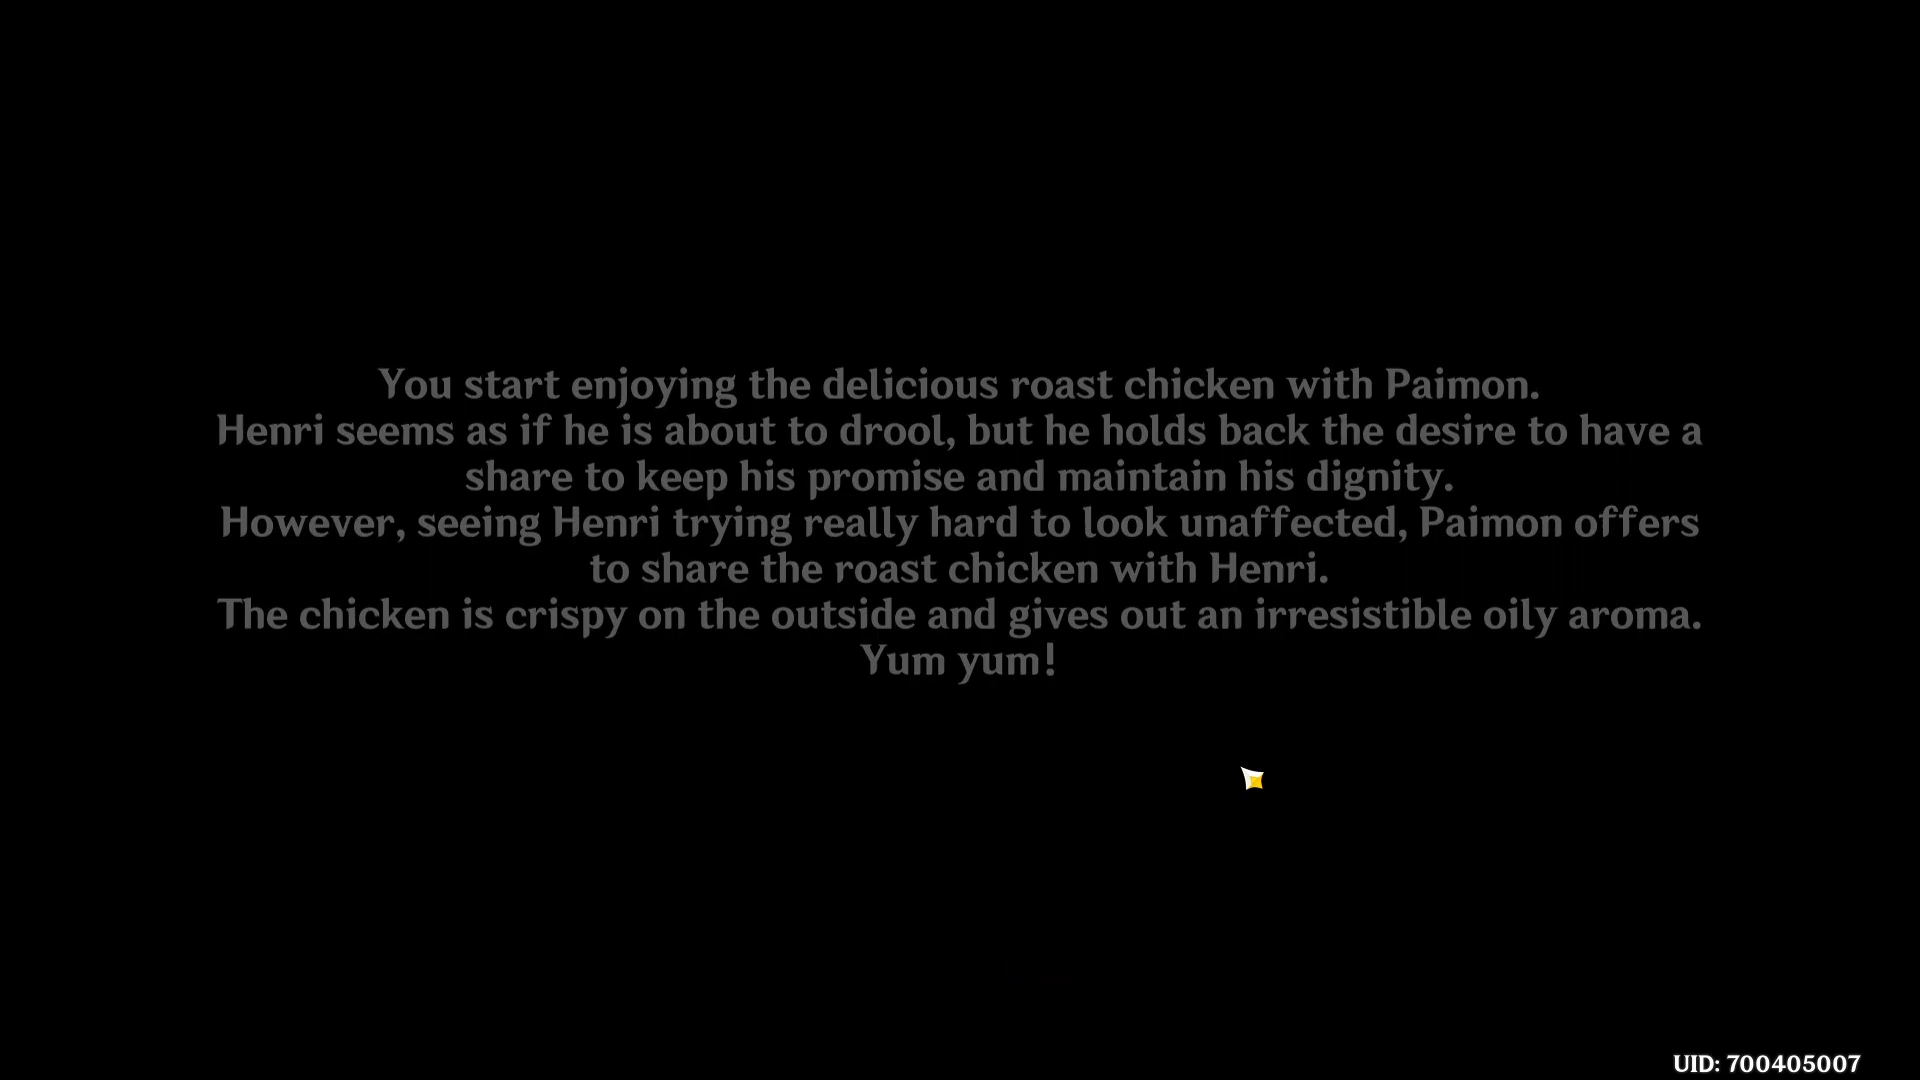 You start enjoying the delicious roast chicken with Paimon.
Henri seems as if he is about to drool, but he holds back the desire to have a
share to keep his promise and maintain his dignity.
However, seeing Henri trying really hard to look unaffected, Paimon offers
to share the roast chicken with Henri.
The chicken is crispy on the outside and gives out an irresistible oily aroma.
Yum yum!
UID: 700405007